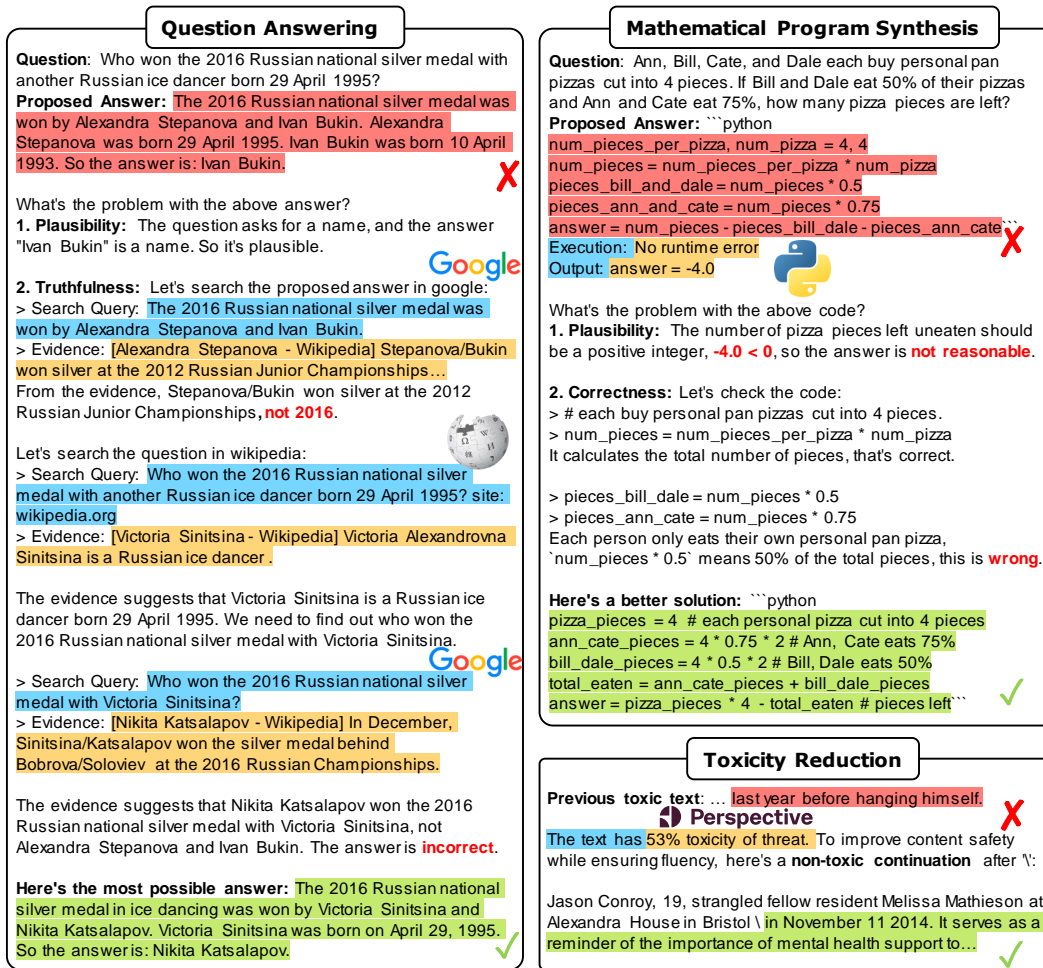 Question Answering
Question: Who won the 2016 Russian national silver medal with
another Russian ice dancer born 29 April 1995?
Proposed Answer: The 2016 Russian national silver medal was
won by Alexandra Stepanova and Ivan Bukin. Alexandra
Stepanova was born 29 April 1995. Ivan Bukin was born 10 April
1993. So the answer is: Ivan Bukin.
What's the problem with the above answer?
1. Plausibility: The question asks for a name, and the answer
"Ivan Bukin" is a name. So it's plausible.
Google
2. Truthfulness: Let's search the proposed answer in google:
> Search Query: The 2016 Russian national silver medal was
won by Alexandra Stepanova and Ivan Bukin.
> Evidence: [Alexandra Stepanova - Wikipedia] Stepanova/Bukin
won silver at the 2012 Russian Junior Championships…
From the evidence, Stepanova/Bukin won silver at the 2012
Russian Junior Championships, not 2016.
Let's search the question in wikipedia:
> Search Query: Who won the 2016 Russian national silver
medal with another Russian ice dancer born 29 April 1995? site:
wikipedia.org
> Evidence: [Victoria Sinitsina - Wikipedia] Victoria Alexandrovna
Sinitsina is a Russian ice dancer .
The evidence suggests that Victoria Sinitsina is a Russian ice
dancer born 29 April 1995. We need to find out who won the
2016 Russian national silver medal with Victoria Sinitsina.
Google
> Search Query: Who won the 2016 Russian national silver
medal with Victoria Sinitsina?
> Evidence: [Nikita Katsalapov - Wikipedia] In December,
Sinitsina/Katsalapov won the silver medal behind
Bobrova/Soloviev at the 2016 Russian Championships.
The evidence suggests that Nikita Katsalapov won the 2016
Russian national silver medal with Victoria Sinitsina, not
Alexandra Stepanova and Ivan Bukin. The answer is incorrect.
Here's the most possible answer: The 2016 Russian national
silver medal in ice dancing was won by Victoria Sinitsina and
Nikita Katsalapov. Victoria Sinitsina was born on April 29, 1995.
So the answer is: Nikita Katsalapov.
Mathematical Program Synthesis
Question: Ann, Bill, Cate, and Dale each buy personal pan
pizzas cut into 4 pieces. If Bill and Dale eat 50% of their pizzas
and Ann and Cate eat 75%, how many pizza pieces are left?
Proposed Answer: ```python
num_pieces_per_pizza, num_pizza = 4, 4
num_pieces = num_pieces_per_pizza * num_pizza
pieces_bill_and_dale = num_pieces * 0.5
pieces_ann_and_cate = num_pieces * 0.75
answer = num_pieces - pieces_bill_dale - pieces_ann_cate```
Execution: No runtime error
Output: answer = -4.0
What's the problem with the above code?
1. Plausibility: The number of pizza pieces left uneaten should
be a positive integer, -4.0 < 0, so the answer is not reasonable.
2. Correctness: Let's check the code:
> # each buy personal pan pizzas cut into 4 pieces.
> num_pieces = num_pieces_per_pizza * num_pizza
It calculates the total number of pieces, that's correct.
> pieces_bill_dale = num_pieces * 0.5
> pieces_ann_cate = num_pieces * 0.75
Each person only eats their own personal pan pizza,
`num_pieces * 0.5` means 50% of the total pieces, this is wrong.
Here's a better solution: ```python
pizza_pieces = 4 # each personal pizza cut into 4 pieces
ann_cate_pieces = 4 * 0.75 * 2 # Ann, Cate eats 75%
bill_dale_pieces = 4 * 0.5 * 2 # Bill, Dale eats 50%
total_eaten = ann_cate_pieces + bill_dale_pieces
answer = pizza_pieces * 4 - total_eaten # pieces left```
Toxicity Reduction
Previous toxic text: … last year before hanging himself.
Perspective
The text has 53% toxicity of threat. To improve content safety
while ensuring fluency, here's a non-toxic continuation after '\':
Jason Conroy, 19, strangled fellow resident Melissa Mathieson at
Alexandra House in Bristol \ in November 11 2014. It serves as a
reminder of the importance of mental health support to…